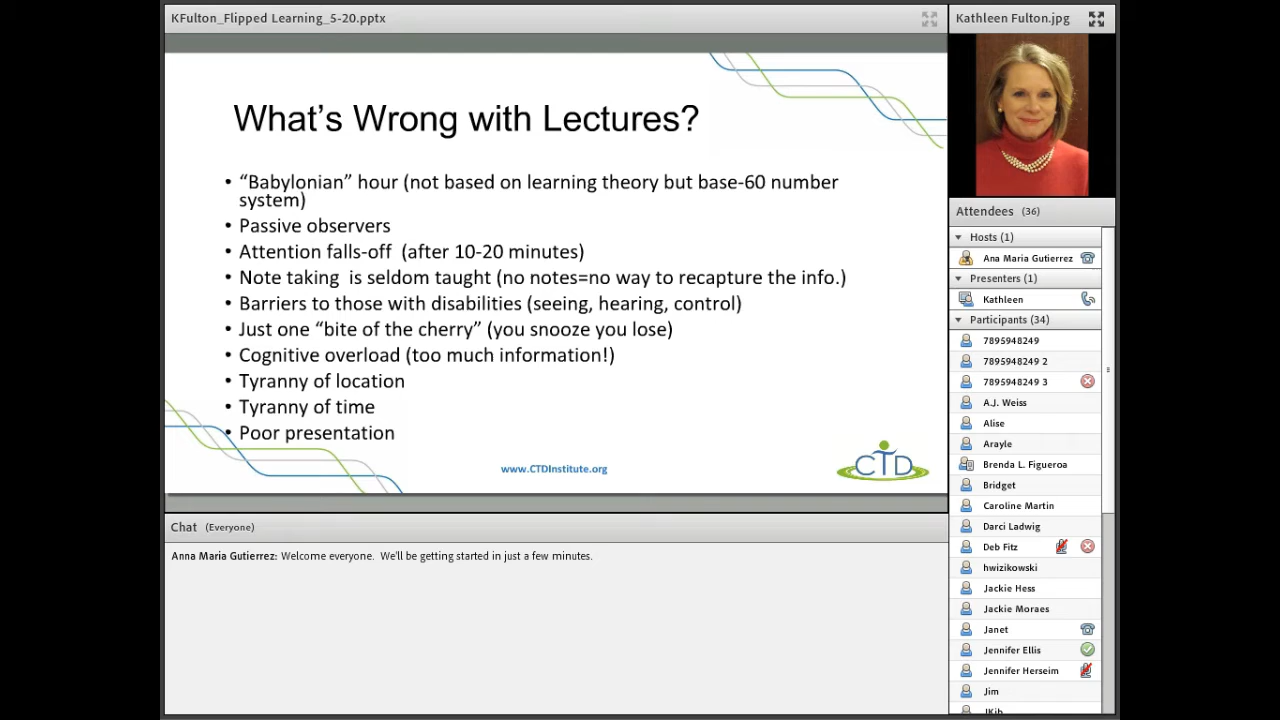 KFulton_Flipped Learning_5-20.pptx
What's Wrong with Lectures?
• “Babylonian” hour (not based on learning theory but base-60 number
system)
• Passive observers
• Attention falls-off (after 10-20 minutes)
• Note taking is seldom taught (no notes=no way to recapture the info.)
• Barriers to those with disabilities (seeing, hearing, control)
• Just one “bite of the cherry” (you snooze you lose)
• Cognitive overload (too much information!)
• Tyranny of location
• Tyranny of time
• Poor presentation
www.CTDInstitute.org
CTD
Chat (Everyone)
Anna Maria Gutierrez: Welcome everyone. We'll be getting started in just a few minutes.
Kathleen Fulton.jpg
Attendees (36)
Hosts (1)
Ana Maria Gutierrez
Presenters (1)
Kathleen
Participants (34)
7895948249
7895948249 2
7895948249 3
A.J. Weiss
Alise
Arayle
Brenda L. Figueroa
Bridget
Caroline Martin
Darci Ladwig
Deb Fitz
hwizikowski
Jackie Hess
Jackie Moraes
Janet
Jennifer Ellis
Jennifer Herseim
Jim